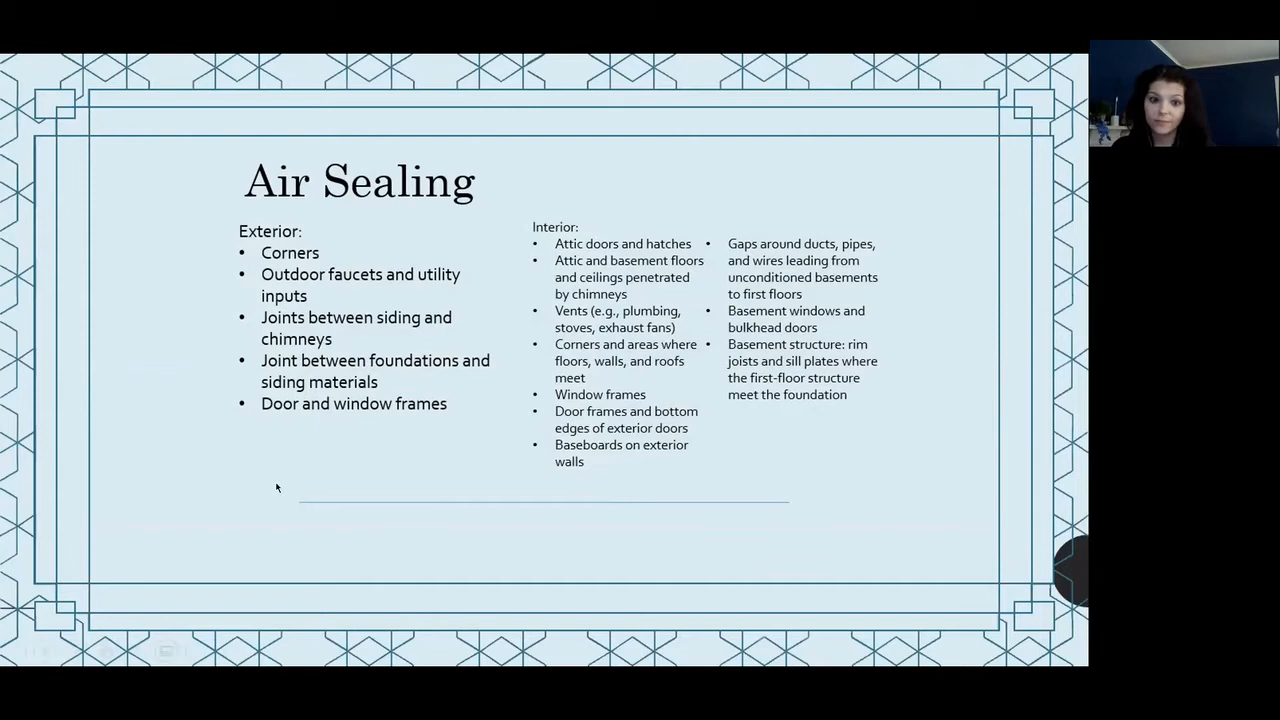 Air Sealing
Exterior:
• Corners
• Outdoor faucets and utility
inputs
• Joints between siding and
chimneys
• Joint between foundations and
siding materials
• Door and window frames
Interior:
• Attic doors and hatches
• Attic and basement floors
and ceilings penetrated
by chimneys
• Vents (e.g., plumbing,
stoves, exhaust fans)
• Corners and areas where
floors, walls, and roofs
meet
• Window frames
• Door frames and bottom
edges of exterior doors
• Baseboards on exterior
walls
• Gaps around ducts, pipes,
and wires leading from
unconditioned basements
to first floors
• Basement windows and
bulkhead doors
• Basement structure: rim
joists and sill plates where
the first-floor structure
meet the foundation